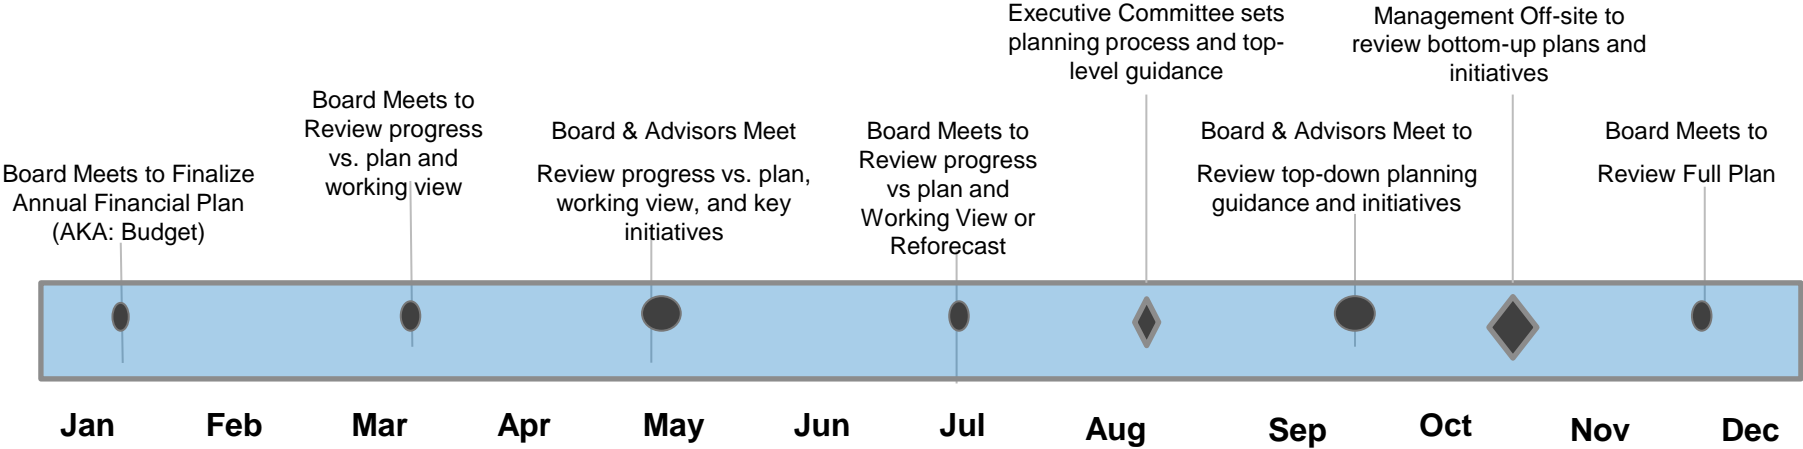 Board Meets to Finalize
Annual Financial Plan
(AKA: Budget)
Board Meets to
Review progress
vs. plan and
working view
Board & Advisors Meet
Review progress vs. plan,
working view, and key
initiatives
Board Meets to
Review progress
vs plan and
Working View or
Reforecast
Executive Committee sets
planning process and top-
level guidance
Board & Advisors Meet to
Review top-down planning
guidance and initiatives
Management Off-site to
review bottom-up plans and
initiatives
Board Meets to
Review Full Plan
Jan Feb Mar Apr May Jun Jul Aug Sep Oct Nov Dec